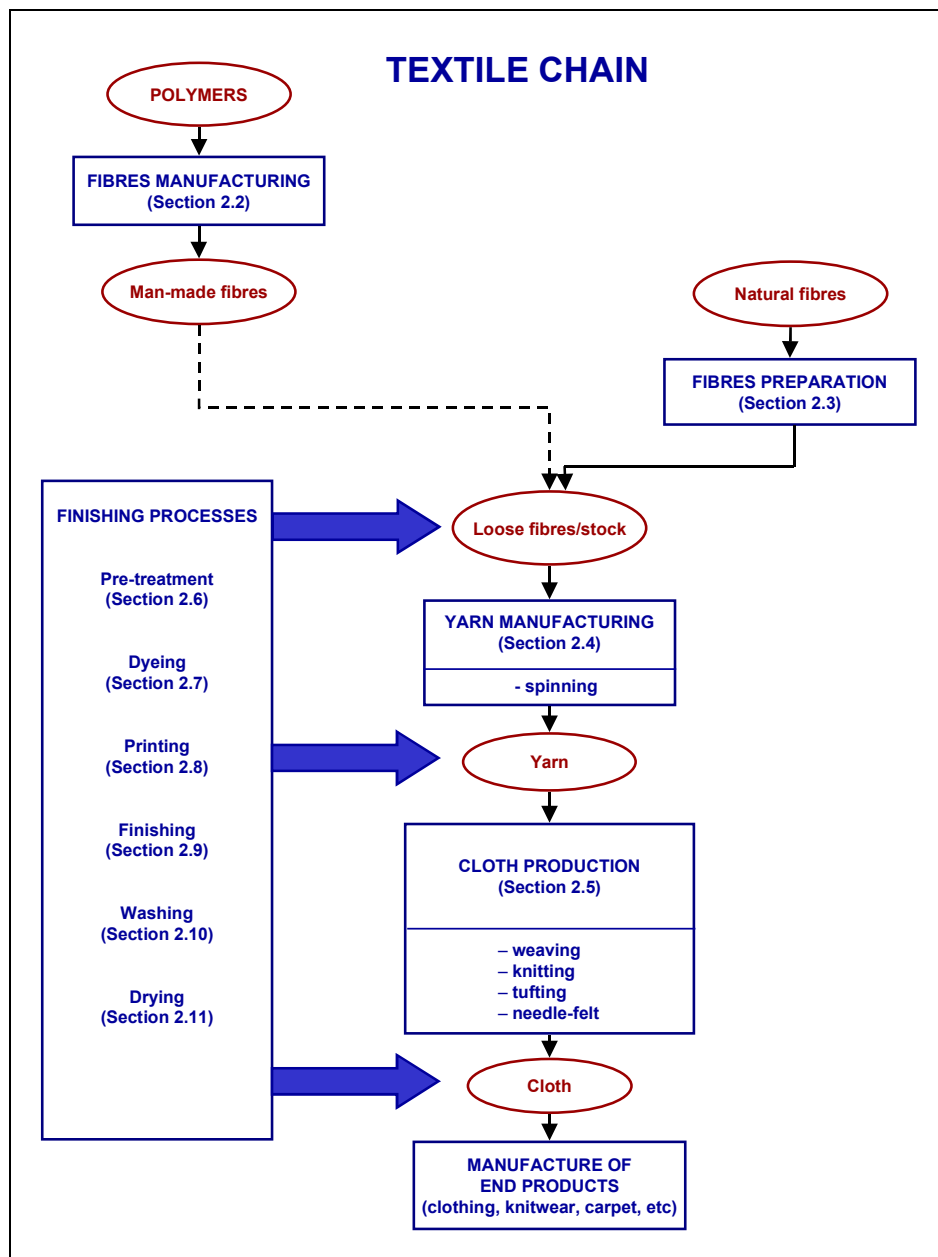 TEXTILE CHAIN
POLYMERS
FIBRES MANUFACTURING
(Section 2.2)
Man-made fibres
Natural fibres
FIBRES PREPARATION
(Section 2.3)
FINISHING PROCESSES
Pre-treatment
(Section 2.6)
Dyeing
(Section 2.7)
Printing
(Section 2.8)
Finishing
(Section 2.9)
Washing
(Section 2.10)
Drying
(Section 2.11)
Loose fibres/stock
YARN MANUFACTURING
(Section 2.4)
- spinning
Yarn
CLOTH PRODUCTION
(Section 2.5)
– weaving
– knitting
– tufting
– needle-felt
Cloth
MANUFACTURE OF
END PRODUCTS
(clothing, knitwear, carpet, etc)